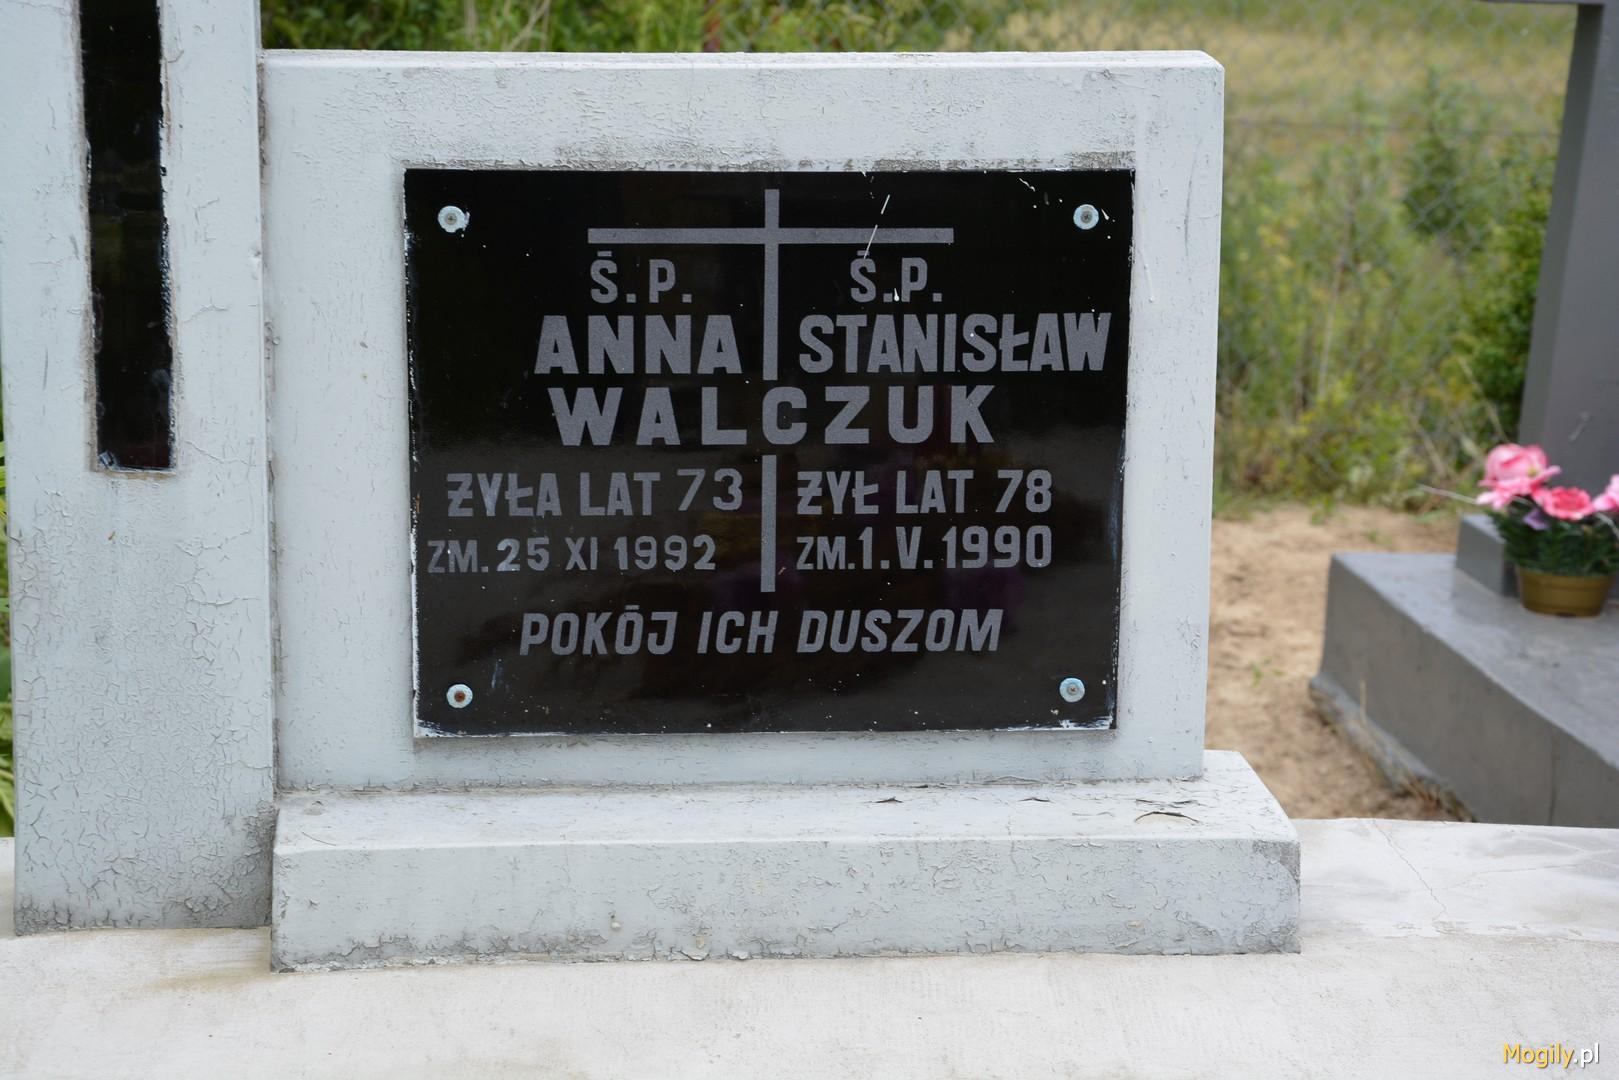 Ś.P. Ś.P.
ANNA STANISŁAW
WALCZUK
ŻYŁA LAT 73 ŻYŁ LAT 78
ZM. 25 XI 1992 ZM. 1. V. 1990
POKÓJ ICH DUSZOM
Mogily.pl